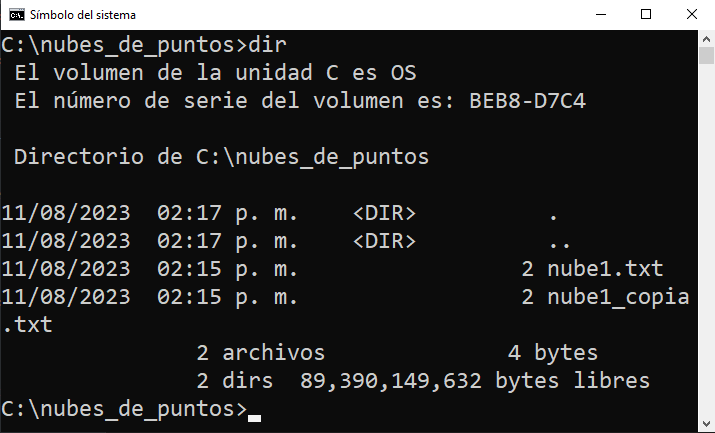 Símbolo del sistema
C:\nubes_de_puntos>dir
 El volumen de la unidad C es OS
 El número de serie del volumen es: BEB8-D7C4

 Directorio de C:\nubes_de_puntos

11/08/2023  02:17 p. m.    <DIR>          .
11/08/2023  02:17 p. m.    <DIR>          ..
11/08/2023  02:15 p. m.                 2 nube1.txt
11/08/2023  02:15 p. m.                 2 nube1_copia
.txt
               2 archivos              4 bytes
               2 dirs  89,390,149,632 bytes libres
C:\nubes_de_puntos>